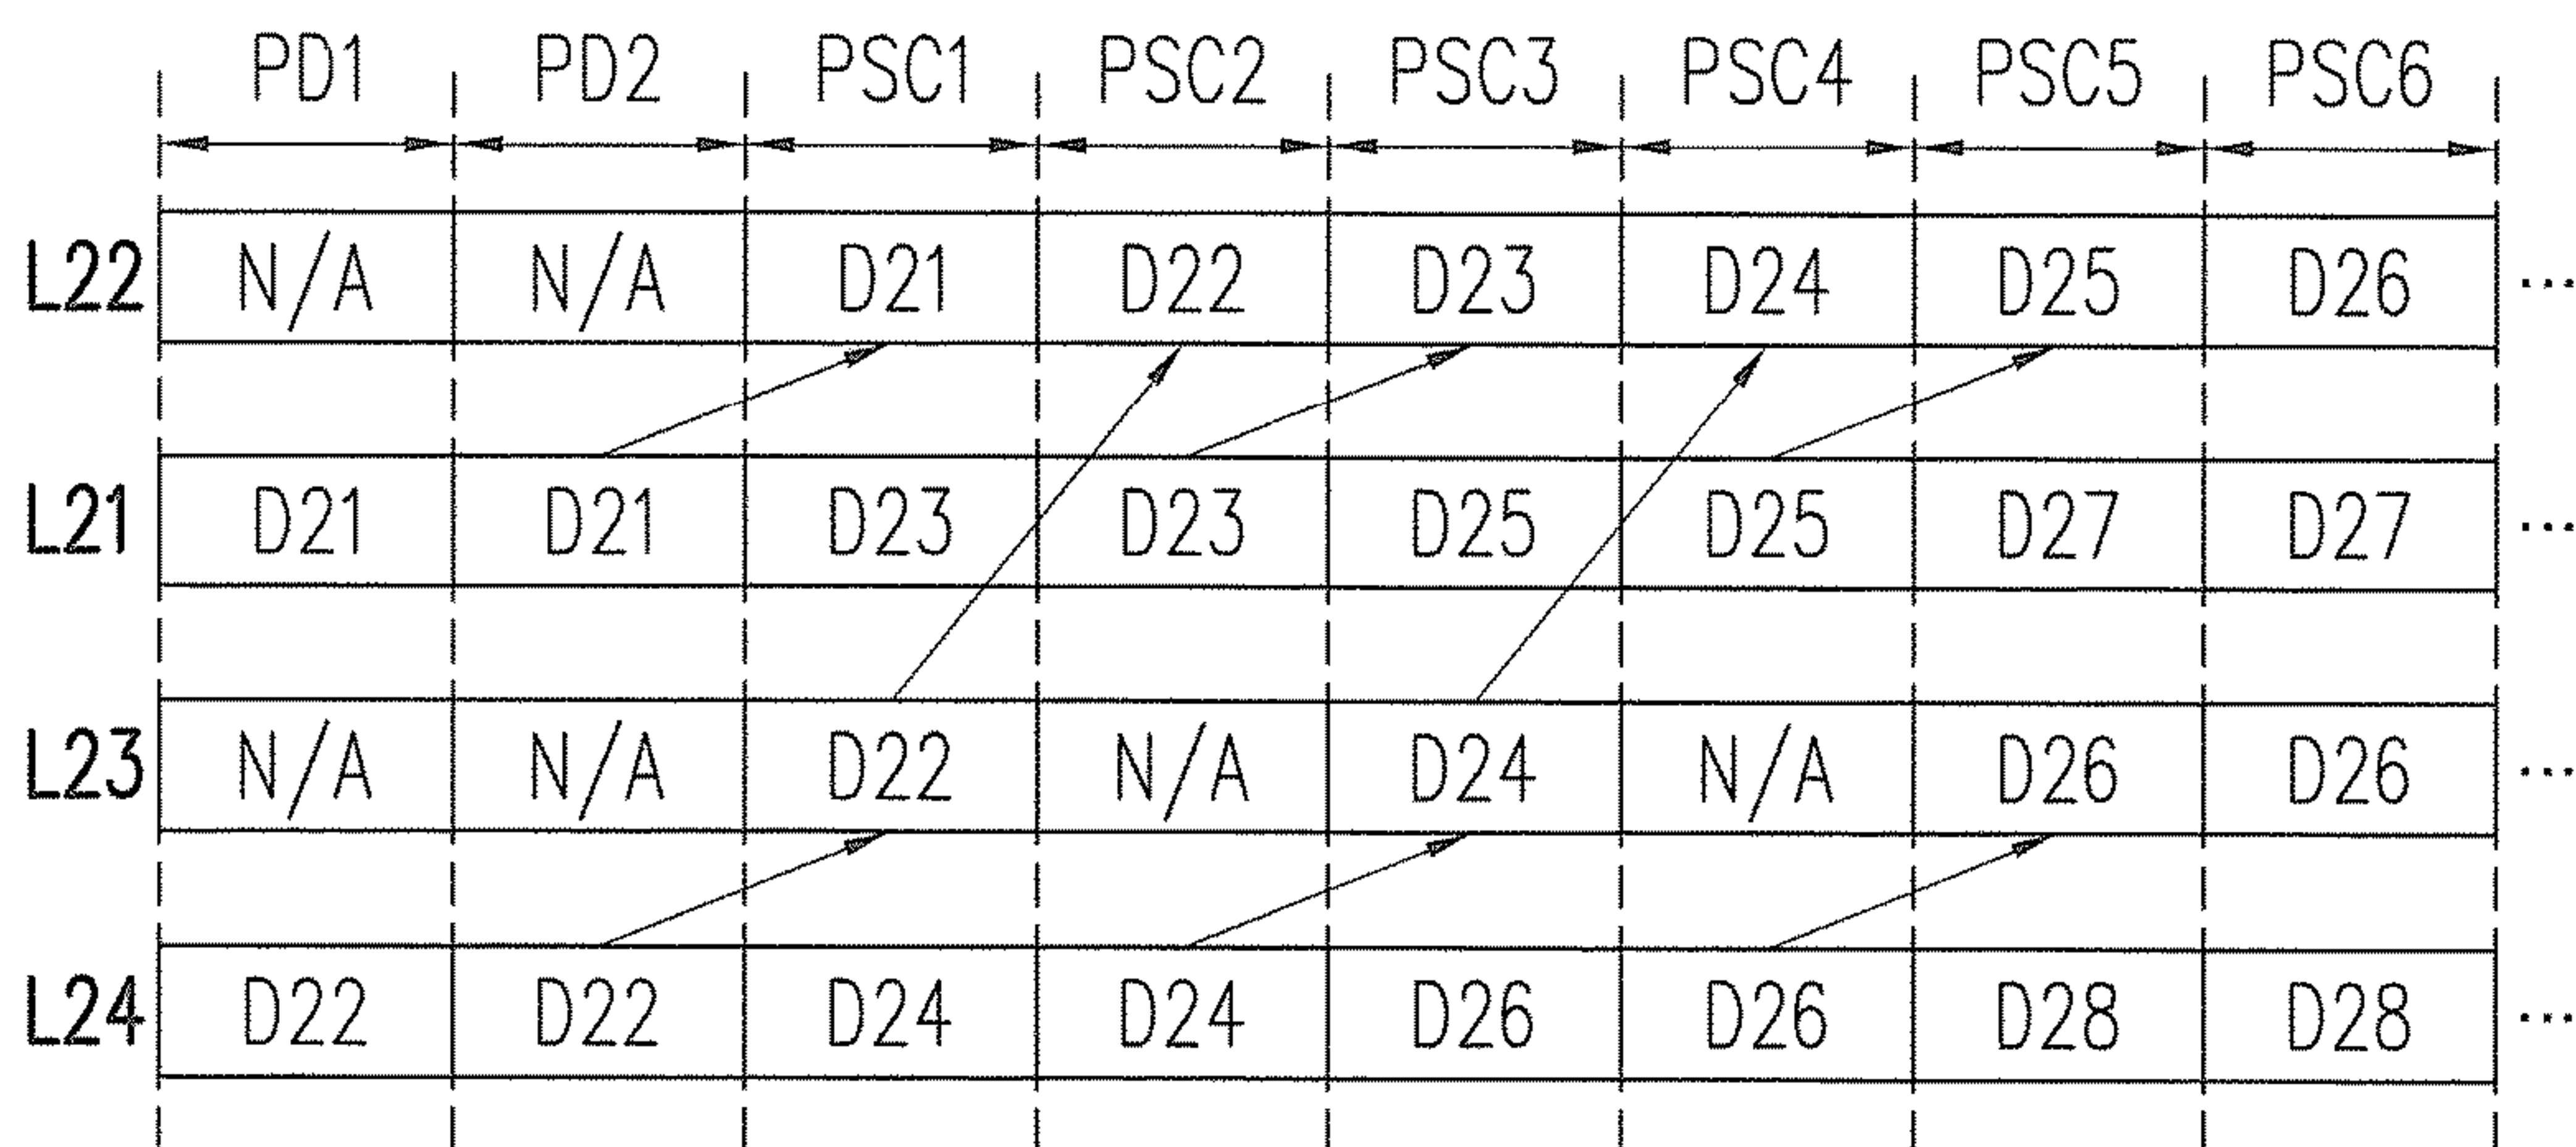 PD1 PD2 PSC1 PSC2 PSC3 PSC4 PSC5 PSC6
L22 N/A N/A D21 D22 D23 D24 D25 D26 ...
L21 D21 D21 D23 D23 D25 D25 D27 D27 ...
L23 N/A N/A D22 N/A D24 N/A D26 D26 ...
L24 D22 D22 D24 D24 D26 D26 D28 D28 ...